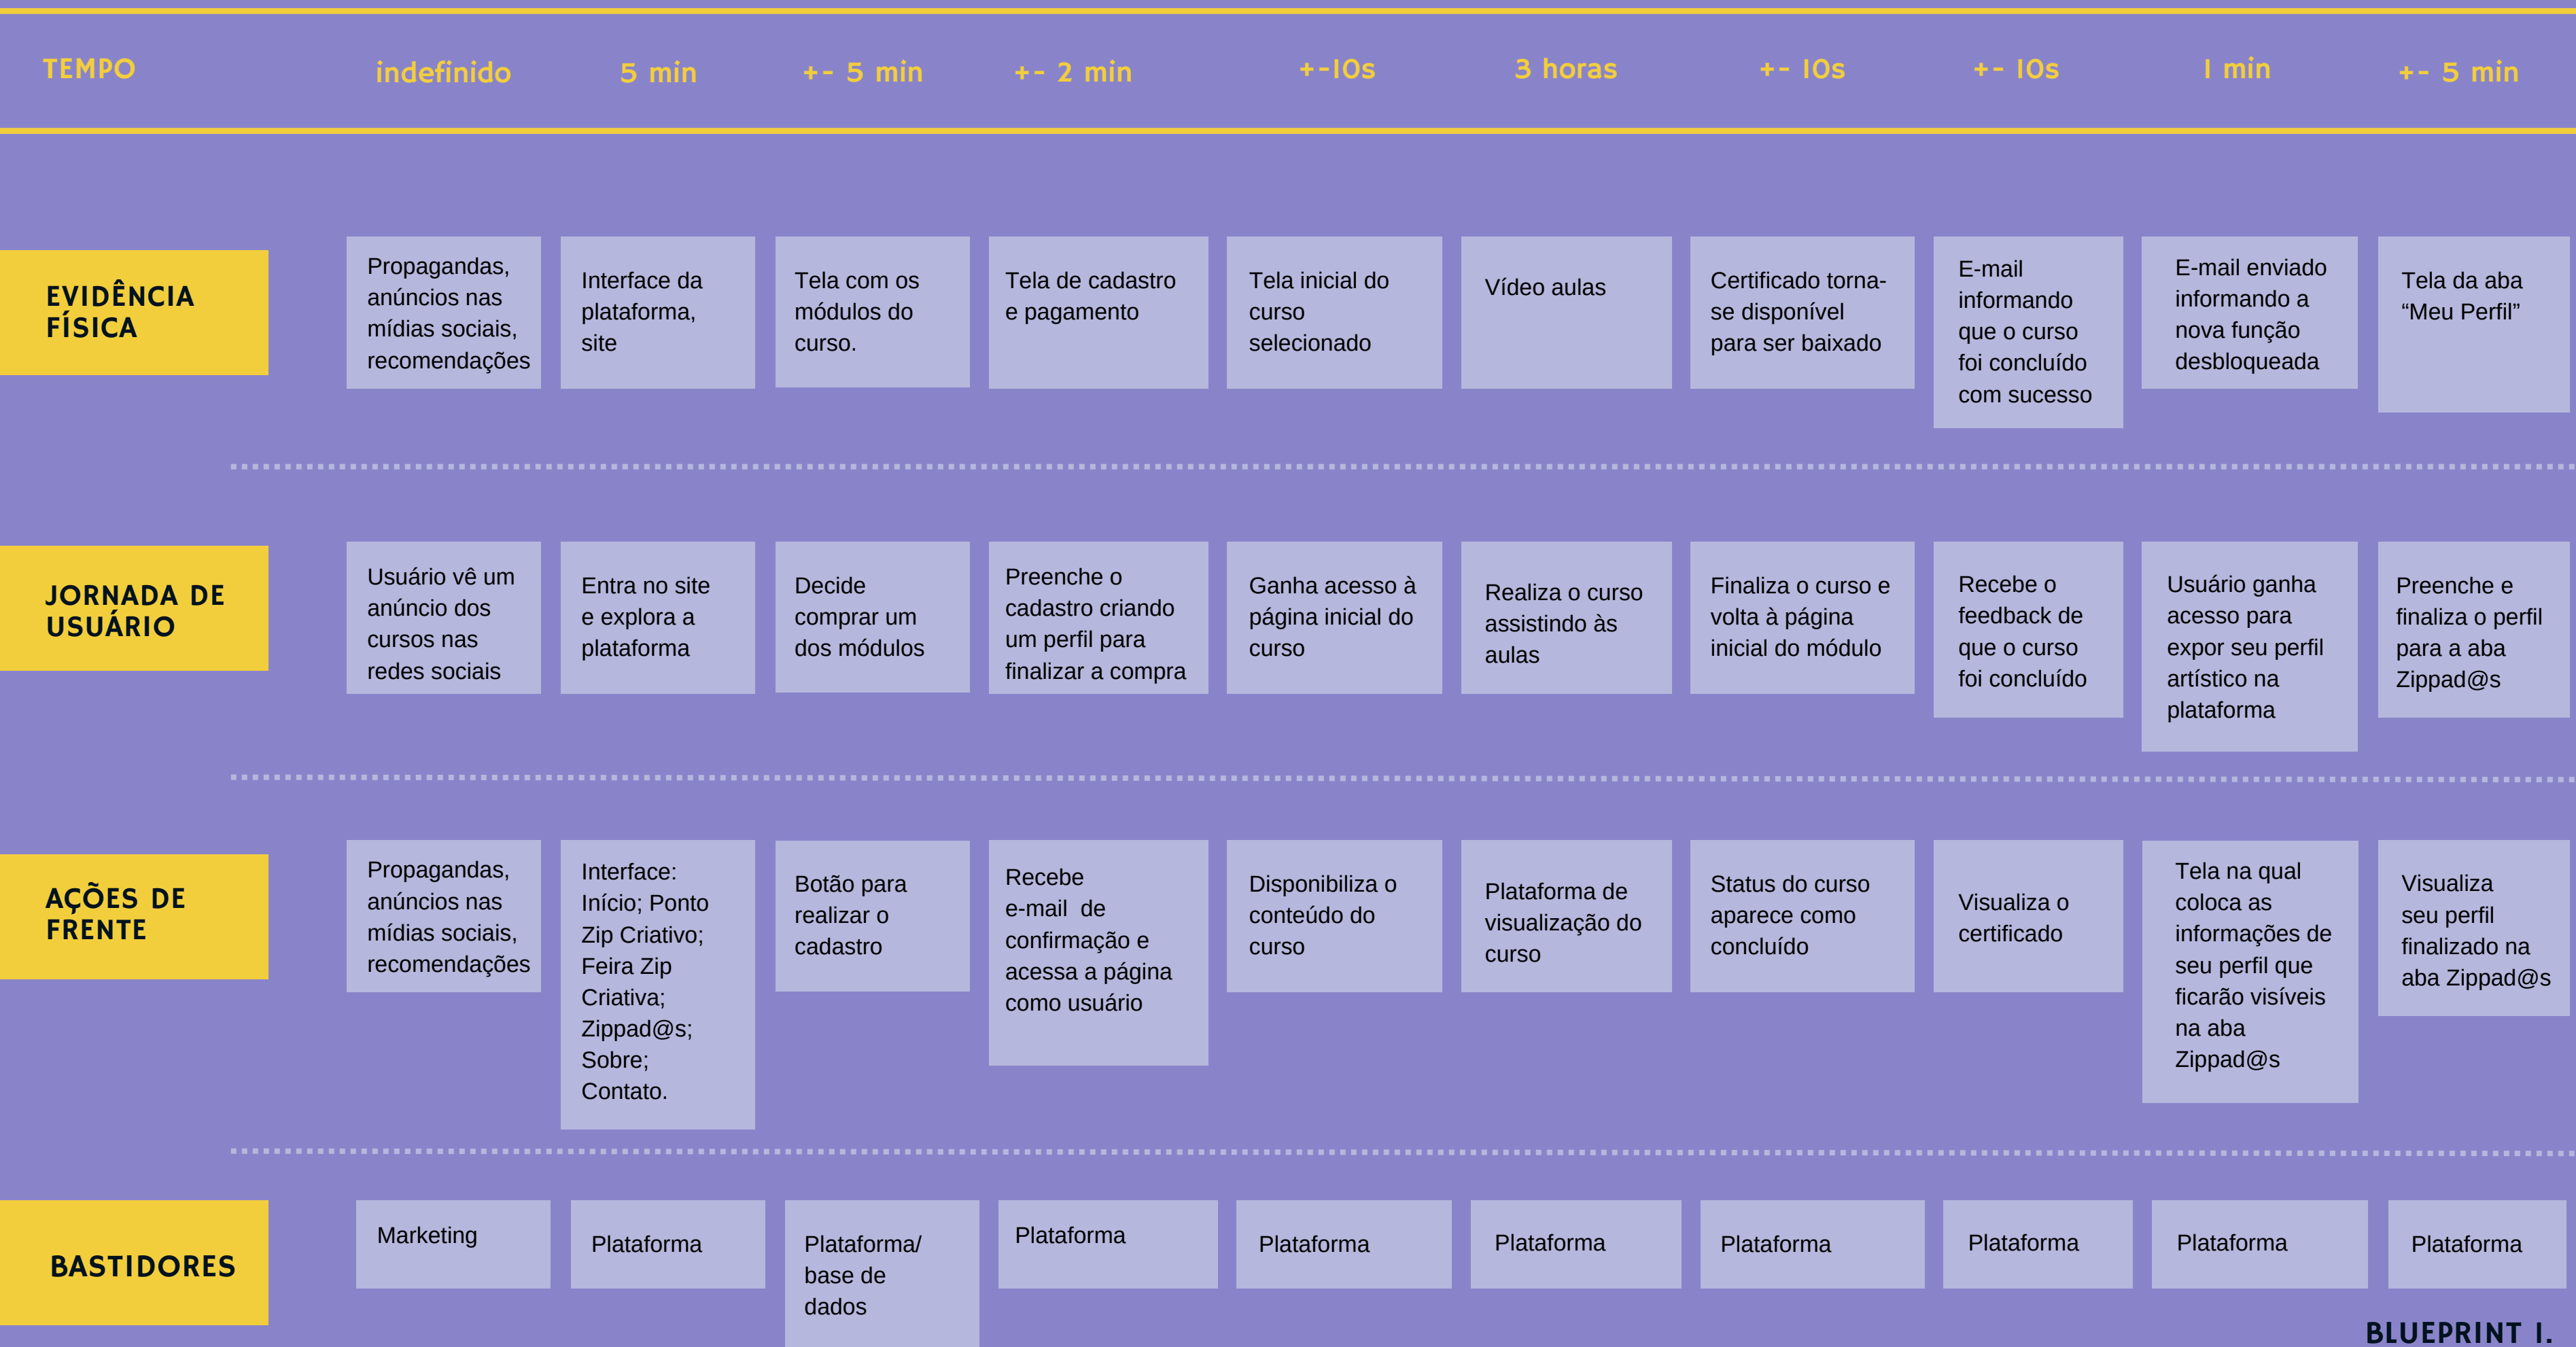 TEMPO
indefinido
5 min
+- 5 min
+- 2 min
+-10s
3 horas
+- 10s
+- 10s
1 min
+- 5 min
EVIDÊNCIA
FÍSICA
Propagandas,
anúncios nas
mídias sociais,
recomendações
Interface da
plataforma,
site
Tela com os
módulos do
curso.
Tela de cadastro
e pagamento
Tela inicial do
curso
selecionado
Vídeo aulas
Certificado torna-
se disponível
para ser baixado
E-mail
informando
que o curso
foi concluído
com sucesso
E-mail enviado
informando a
nova função
desbloqueada
Tela da aba
“Meu Perfil”
JORNADA DE
USUÁRIO
Usuário vê um
anúncio dos
cursos nas
redes sociais
Entra no site
e explora a
plataforma
Decide
comprar um
dos módulos
Preenche o
cadastro criando
um perfil para
finalizar a compra
Ganha acesso à
página inicial do
curso
Realiza o curso
assistindo às
aulas
Finaliza o curso e
volta à página
inicial do módulo
Recebe o
feedback de
que o curso
foi concluído
Usuário ganha
acesso para
expor seu perfil
artístico na
plataforma
Preenche e
finaliza o perfil
para a aba
Zippad@s
AÇÕES DE
FRENTE
Propagandas,
anúncios nas
mídias sociais,
recomendações
Interface:
Início; Ponto
Zip Criativo;
Feira Zip
Criativa;
Zippad@s;
Sobre;
Contato.
Botão para
realizar o
cadastro
Recebe
e-mail  de
confirmação e
acessa a página
como usuário
Disponibiliza o
conteúdo do
curso
Plataforma de
visualização do
curso
Status do curso
aparece como
concluído
Visualiza o
certificado
Tela na qual
coloca as
informações de
seu perfil que
ficarão visíveis
na aba
Zippad@s
Visualiza
seu perfil
finalizado na
aba Zippad@s
BASTIDORES
Marketing
Plataforma
Plataforma/
base de
dados
Plataforma
Plataforma
Plataforma
Plataforma
Plataforma
Plataforma
Plataforma
BLUEPRINT 1.